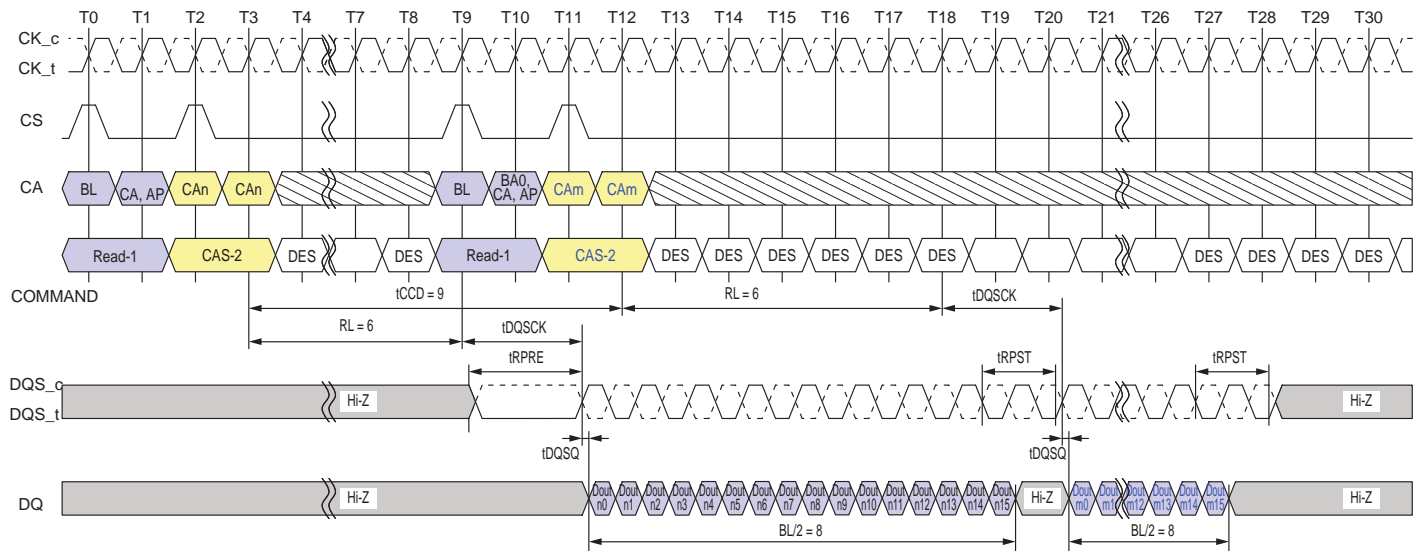 T0 T1 T2 T3 T4 T7 T8 T9 T10 T11 T12 T13 T14 T15 T16 T17 T18 T19 T20 T21 T26 T27 T28 T29 T30
CK_c
CK_t
CS
CA BL CA, AP CAn CAn BL BA0, CA, AP CAm CAm
Read-1 CAS-2 DES DES Read-1 CAS-2 DES DES DES DES DES DES DES DES DES DES
COMMAND
tCCD = 9 RL = 6 tDQSCK
RL = 6 tDQSCK
tRPRE tRPST tRPST
DQS_c
DQS_t
Hi-Z Hi-Z
tDQSQ tDQSQ
DQ Hi-Z Dout n0 Dout n1 Dout n2 Dout n3 Dout n4 Dout n5 Dout n6 Dout n7 Dout n8 Dout n9 Dout n10 Dout n11 Dout n12 Dout n13 Dout n14 Dout n15 Hi-Z Dout m0 Dout m1 Dout m12 Dout m13 Dout m14 Dout m15 Hi-Z
BL/2 = 8 BL/2 = 8